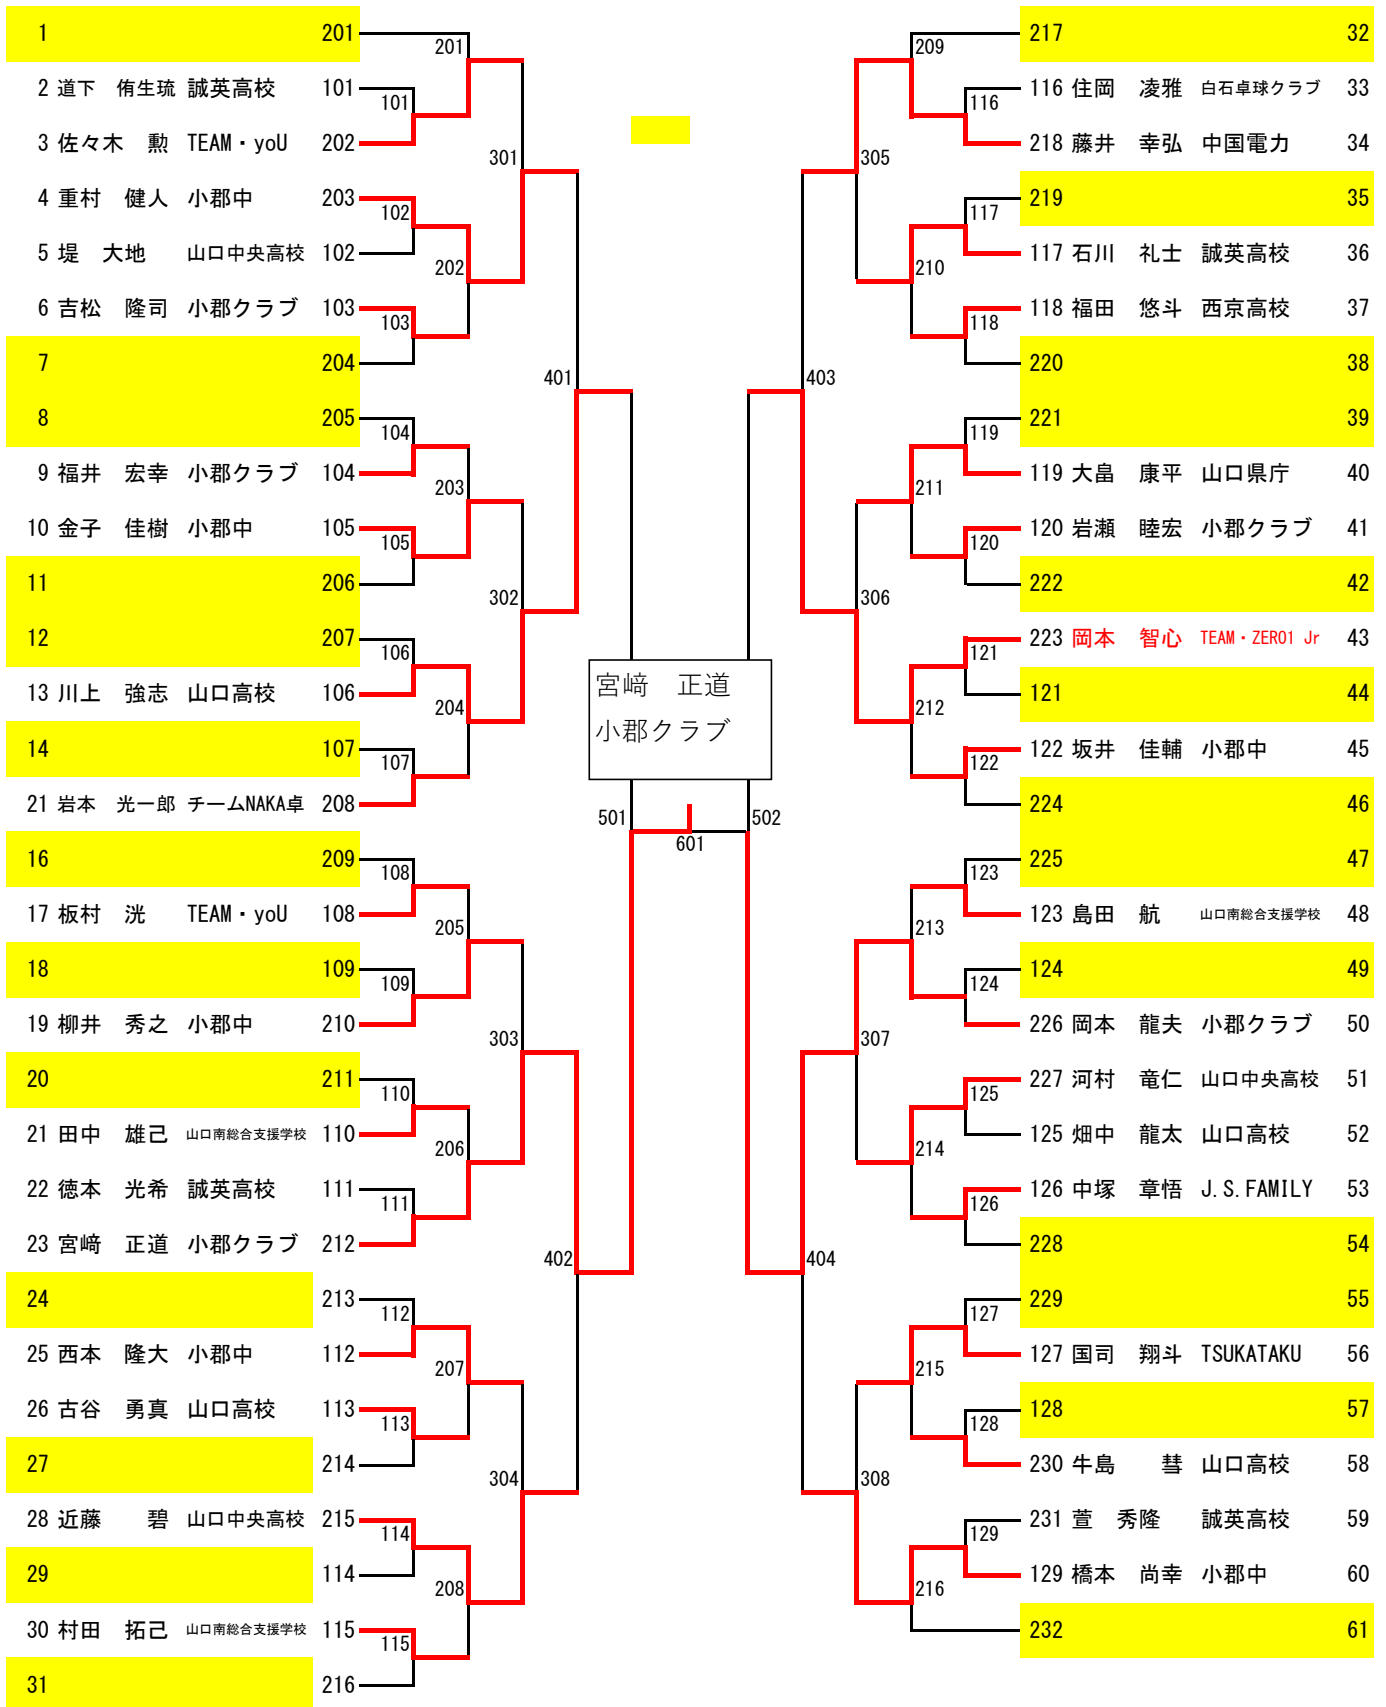 1 201
2 道下 侑生琉 誠英高校 101
3 佐々木 勲 TEAM・yoU 202
4 重村 健人 小郡中 203
5 堤 大地 山口中央高校 102
6 吉松 隆司 小郡クラブ 103
7 204
8 205
9 福井 宏幸 小郡クラブ 104
10 金子 佳樹 小郡中 105
11 206
12 207
13 川上 強志 山口高校 106
14 107
21 岩本 光一郎 チームNAKA卓 208
16 209
17 板村 洸 TEAM・yoU 108
18 109
19 柳井 秀之 小郡中 210
20 211
21 田中 雄己 山口南総合支援学校 110
22 徳本 光希 誠英高校 111
23 宮﨑 正道 小郡クラブ 212
24 213
25 西本 隆大 小郡中 112
26 古谷 勇真 山口高校 113
27 214
28 近藤 碧 山口中央高校 215
29 114
30 村田 拓己 山口南総合支援学校 115
31 216
101
102
103
104
105
106
107
108
109
110
111
112
113
114
115
201
202
203
204
205
206
207
208
301
302
303
304
401
402
宮﨑 正道
小郡クラブ
501
502
601
403
404
305
306
307
308
209
210
211
212
213
214
215
216
116
117
118
119
120
121
122
123
124
125
126
127
128
129
217 32
116 住岡 凌雅 白石卓球クラブ 33
218 藤井 幸弘 中国電力 34
219 35
117 石川 礼士 誠英高校 36
118 福田 悠斗 西京高校 37
220 38
221 39
119 大畠 康平 山口県庁 40
120 岩瀬 睦宏 小郡クラブ 41
222 42
223 岡本 智心 TEAM・ZERO1 Jr 43
121 44
122 坂井 佳輔 小郡中 45
224 46
225 47
123 島田 航 山口南総合支援学校 48
124 49
226 岡本 龍夫 小郡クラブ 50
227 河村 竜仁 山口中央高校 51
125 畑中 龍太 山口高校 52
126 中塚 章悟 J.S.FAMILY 53
228 54
229 55
127 国司 翔斗 TSUKATAKU 56
128 57
230 牛島 彗 山口高校 58
231 萱 秀隆 誠英高校 59
129 橋本 尚幸 小郡中 60
232 61